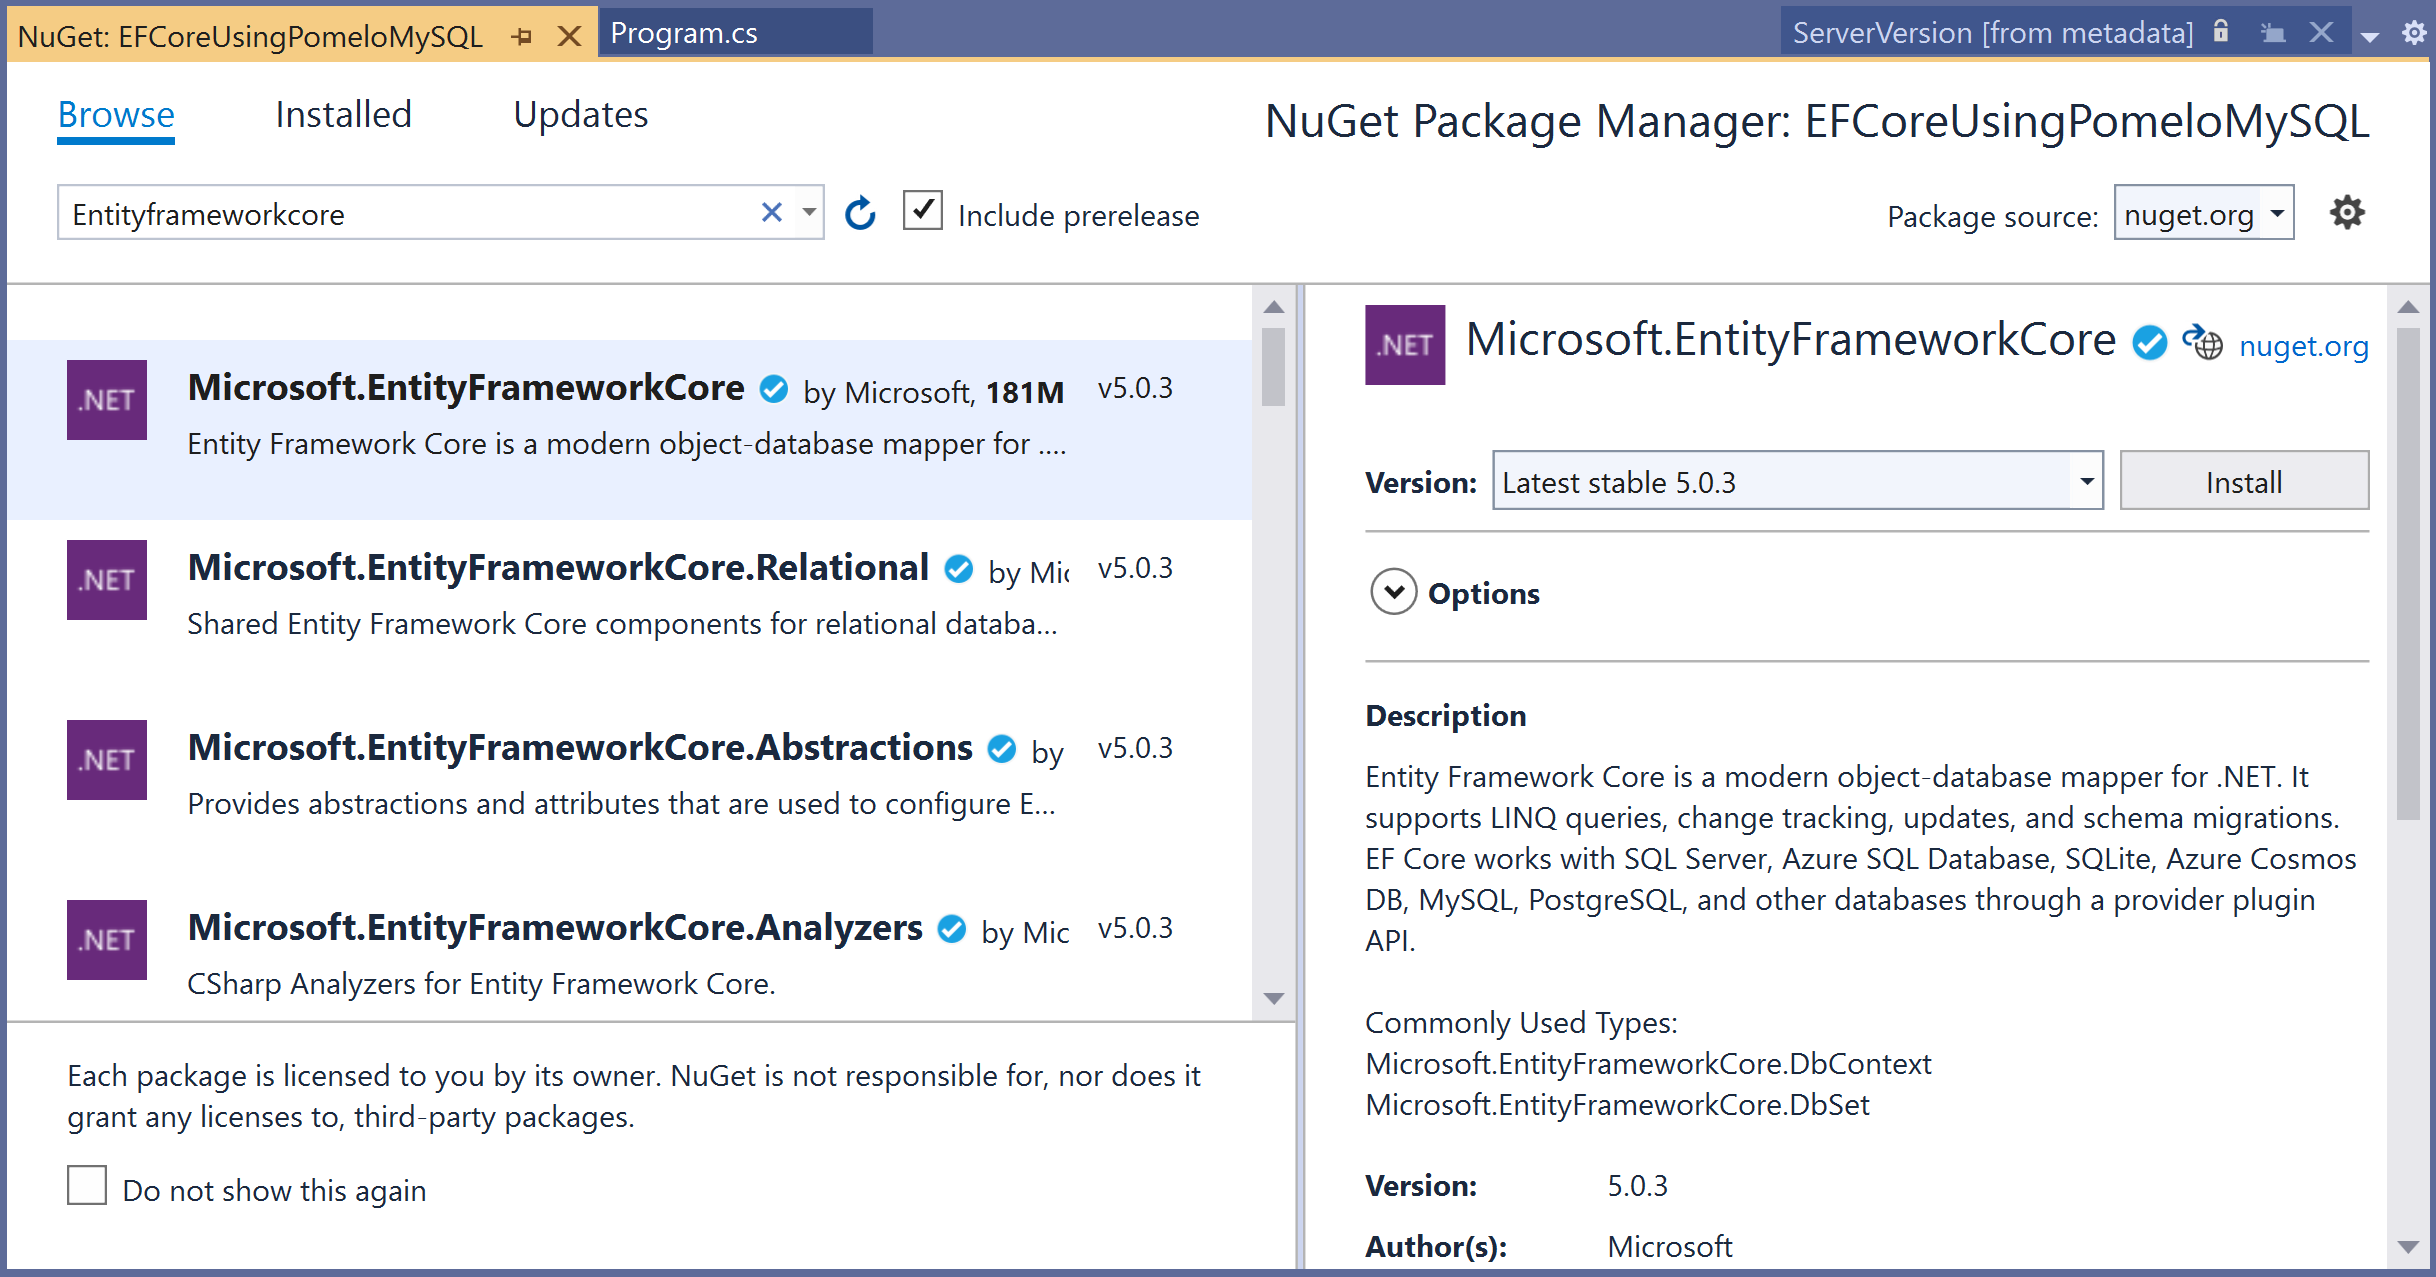 NuGet: EFCoreUsingPomeloMySQL
Program.cs
ServerVersion [from metadata]
Browse
Installed
Updates
NuGet Package Manager: EFCoreUsingPomeloMySQL
Entityframeworkcore
Include prerelease
Package source:
nuget.org
.NET
Microsoft.EntityFrameworkCore
by Microsoft, 181M
v5.0.3
Entity Framework Core is a modern object-database mapper for ....
.NET
Microsoft.EntityFrameworkCore.Relational
by Mic
v5.0.3
Shared Entity Framework Core components for relational databa...
.NET
Microsoft.EntityFrameworkCore.Abstractions
by
v5.0.3
Provides abstractions and attributes that are used to configure E...
.NET
Microsoft.EntityFrameworkCore.Analyzers
by Mic
v5.0.3
CSharp Analyzers for Entity Framework Core.
Each package is licensed to you by its owner. NuGet is not responsible for, nor does it
grant any licenses to, third-party packages.
Do not show this again
.NET
Microsoft.EntityFrameworkCore
nuget.org
Version:
Latest stable 5.0.3
Install
Options
Description
Entity Framework Core is a modern object-database mapper for .NET. It
supports LINQ queries, change tracking, updates, and schema migrations.
EF Core works with SQL Server, Azure SQL Database, SQLite, Azure Cosmos
DB, MySQL, PostgreSQL, and other databases through a provider plugin
API.
Commonly Used Types:
Microsoft.EntityFrameworkCore.DbContext
Microsoft.EntityFrameworkCore.DbSet
Version:
5.0.3
Author(s):
Microsoft